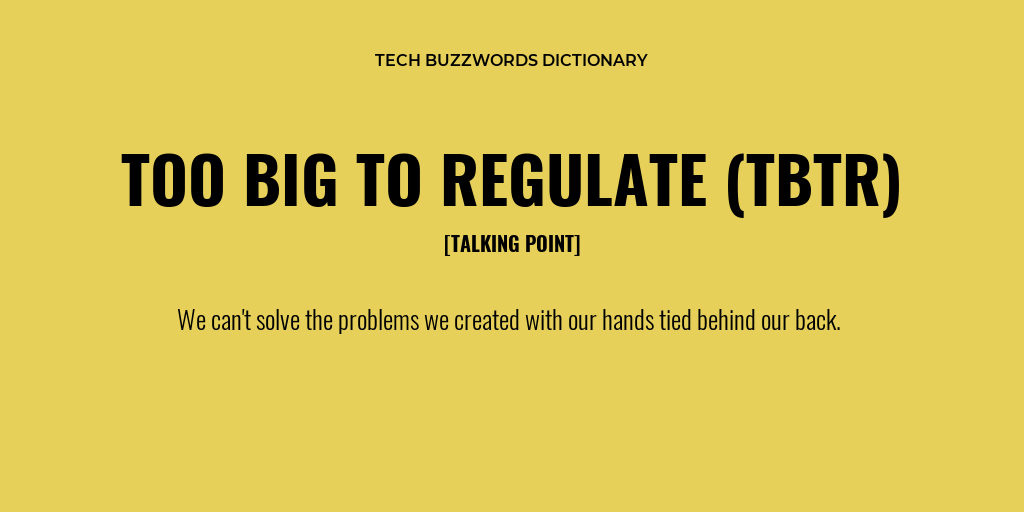 TECH BUZZWORDS DICTIONARY
TOO BIG TO REGULATE (TBTR)
[TALKING POINT]
We can't solve the problems we created with our hands tied behind our back.